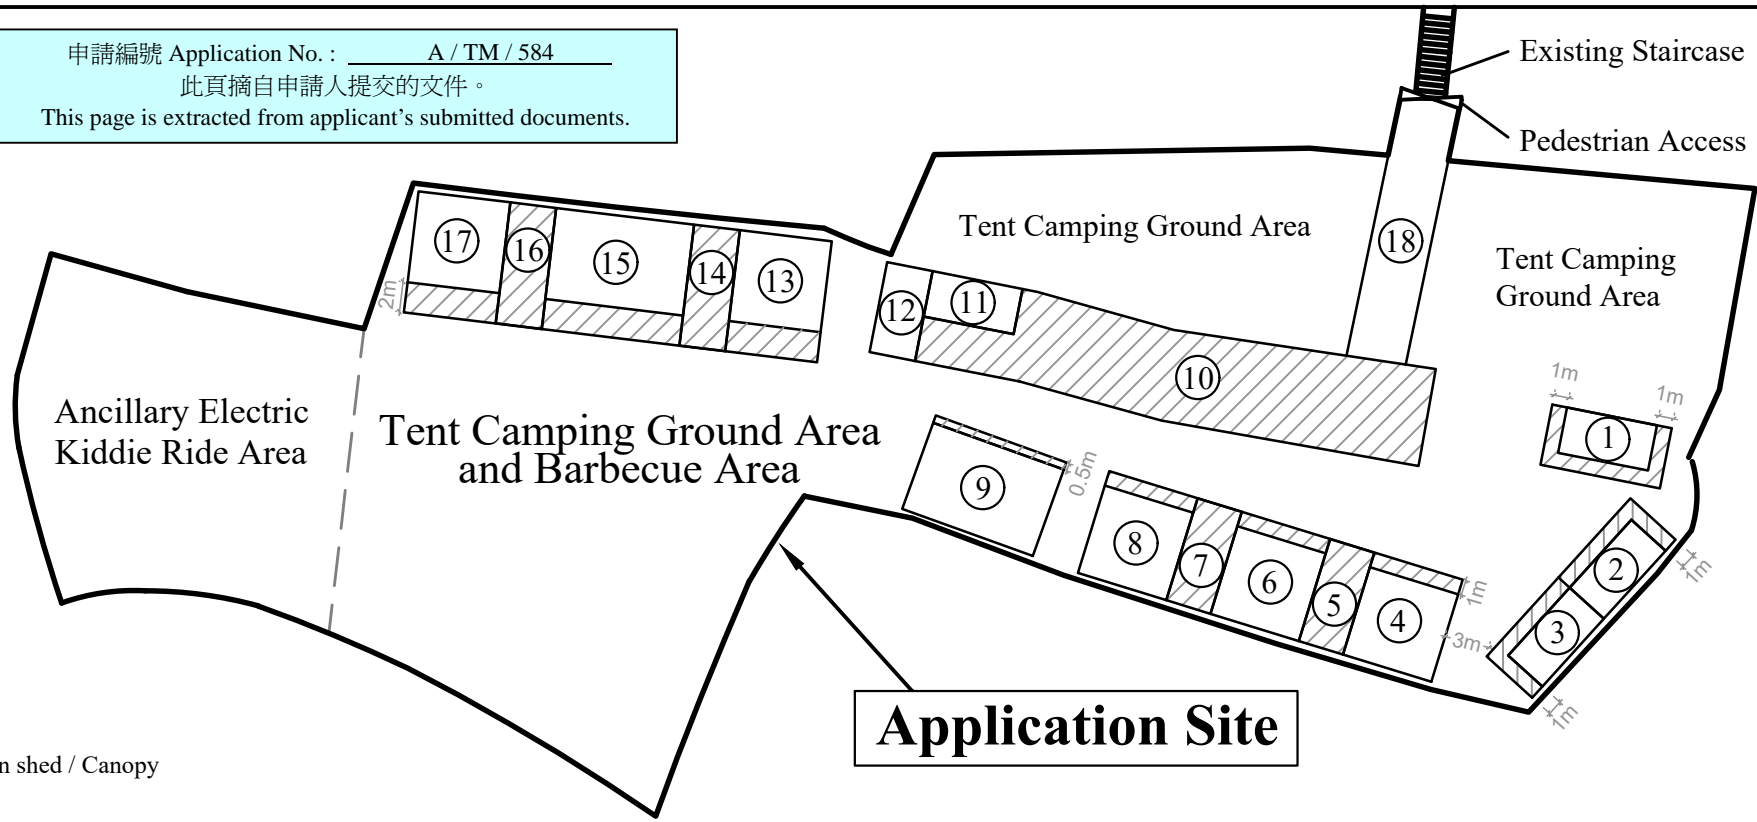 申請編號 Application No. : A / TM / 584
此頁摘自申請人提交的文件。
This page is extracted from applicant's submitted documents.
Existing Staircase
Pedestrian Access
Tent Camping Ground Area
Tent Camping
Ground Area
17
16
15
14
13
12
11
18
10
2m
1m
1m
1
Ancillary Electric
Kiddie Ride Area
Tent Camping Ground Area
and Barbecue Area
9
0.5m
8
7
6
5
4
1m
3m
2
3
1m
1m
Application Site
n shed / Canopy